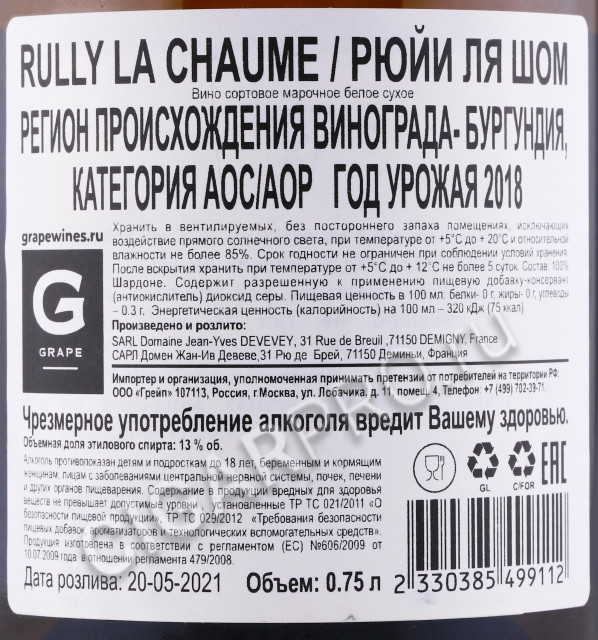 RULLY LA CHAUME / РЮЙИ ЛЯ ШОМ
Вино сортовое марочное белое сухое
РЕГИОН ПРОИСХОЖДЕНИЯ ВИНОГРАДА- БУРГУНДИЯ,
КАТЕГОРИЯ AOC/AOP ГОД УРОЖАЯ 2018
grapewines.ru
G
GRAPE
Хранить в вентилируемых, без постороннего запаха помещениях, исключающих
воздействие прямого солнечного света, при температуре от +5°C до + 20°C и относительной
влажности не более 85%. Срок годности не ограничен при соблюдении условий хранения.
После вскрытия хранить при температуре от +5°C до + 12°C не более 5 суток. Состав: 100%
Шардоне. Содержит разрешенную к применению пищевую добавку-консервант
(антиокислитель) диоксид серы. Пищевая ценность в 100 мл: белки- 0 г, жиры- 0 г, углеводы
– 0.3 г. Энергетическая ценность (калорийность) на 100 мл – 320 кДж (75 ккал)
Произведено и розлито:
SARL Domaine Jean-Yves DEVEVEY, 31 Rue de Breuil ,71150 DEMIGNY, France
САРЛ Домен Жан-Ив Девеве,31 Рю де Брей, 71150 Деминьи, Франция
Импортер и организация, уполномоченная принимать претензии от потребителей на территории РФ:
ООО «Грейп» 107113, Россия, г.Москва, ул. Лобачика, д. 11, помещ. 4, Телефон: +7 (499) 702-39-71.
Чрезмерное употребление алкоголя вредит Вашему здоровью.
Объемная доля этилового спирта: 13 % об.
Алкоголь противопоказан детям и подросткам до 18 лет, беременным и кормящим
женщинам, лицам с заболеваниями центральной нервной системы, почек, печени
и других органов пищеварения. Содержание в продукции вредных для здоровья
веществ не превышает допустимые уровни , установленные ТР ТС 021/2011 «О
безопасности пищевой продукции», ТР ТС 029/2012 «Требования безопасности
пищевых добавок, ароматизаторов и технологических вспомогательных средств».
Продукция изготовлена в соответствии с регламентом (ЕС) №606/2009 от
10.07.2009 года в отношении регламента 479/2008.
GL
C/FOR
EAC
Дата розлива: 20-05-2021 Объем: 0.75 л
2 330385 499112
CIGARPRO.ru